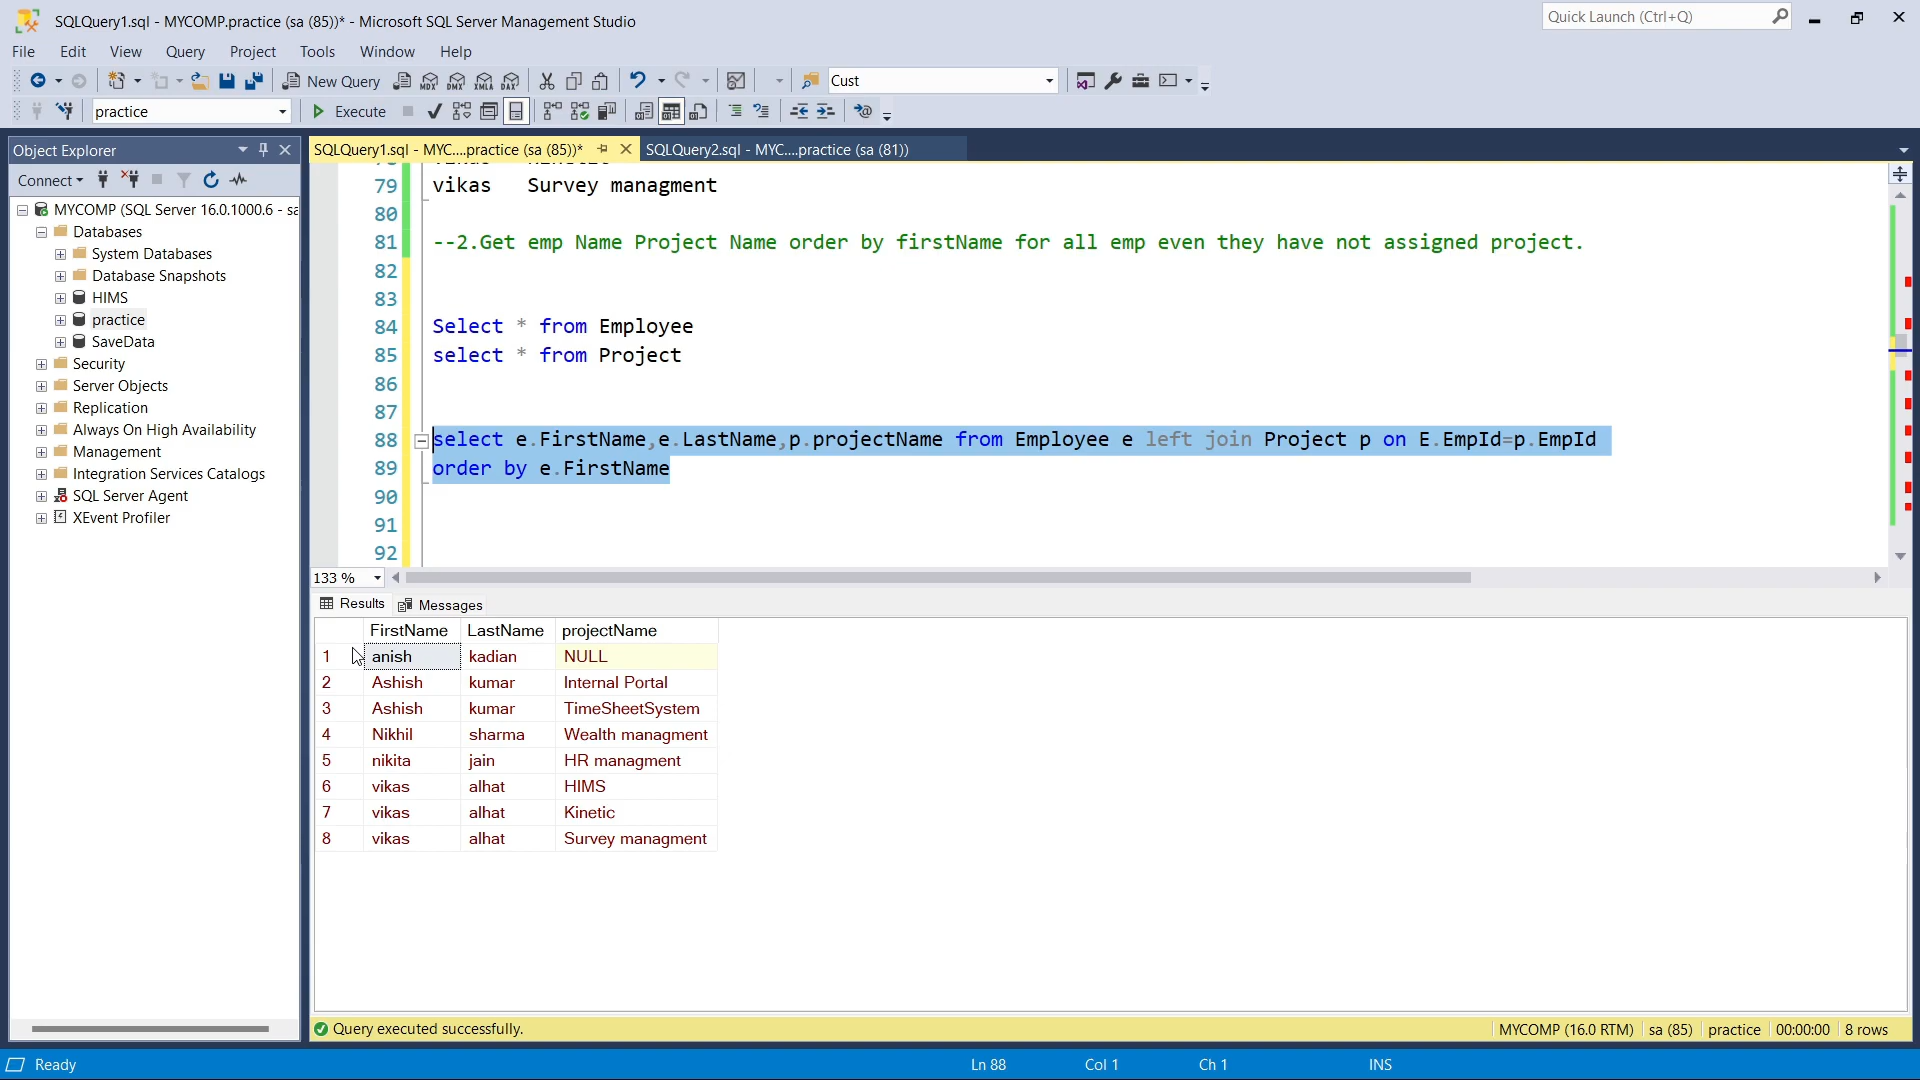 SQLQuery1.sql - MYCOMP.practice (sa (85))* - Microsoft SQL Server Management Studio
Quick Launch (Ctrl+Q)
File Edit View Query Project Tools Window Help
New Query MDX DMX XMLA DAX Cust
practice Execute
Object Explorer
SQLQuery1.sql - MYC....practice (sa (85))*
SQLQuery2.sql - MYC....practice (sa (81))
Connect
MYCOMP (SQL Server 16.0.1000.6 - sa
Databases
System Databases
Database Snapshots
HIMS
practice
SaveData
Security
Server Objects
Replication
Always On High Availability
Management
Integration Services Catalogs
SQL Server Agent
XEvent Profiler
79 vikas Survey managment
80
81 --2.Get emp Name Project Name order by firstName for all emp even they have not assigned project.
82
83
84 Select * from Employee
85 select * from Project
86
87
88 select e.FirstName,e.LastName,p.projectName from Employee e left join Project p on E.EmpId=p.EmpId
89 order by e.FirstName
90
91
92
133 %
Results Messages
FirstName LastName projectName
1 anish kadian NULL
2 Ashish kumar Internal Portal
3 Ashish kumar TimeSheetSystem
4 Nikhil sharma Wealth managment
5 nikita jain HR managment
6 vikas alhat HIMS
7 vikas alhat Kinetic
8 vikas alhat Survey managment
Query executed successfully.
MYCOMP (16.0 RTM) sa (85) practice 00:00:00 8 rows
Ready Ln 88 Col 1 Ch 1 INS